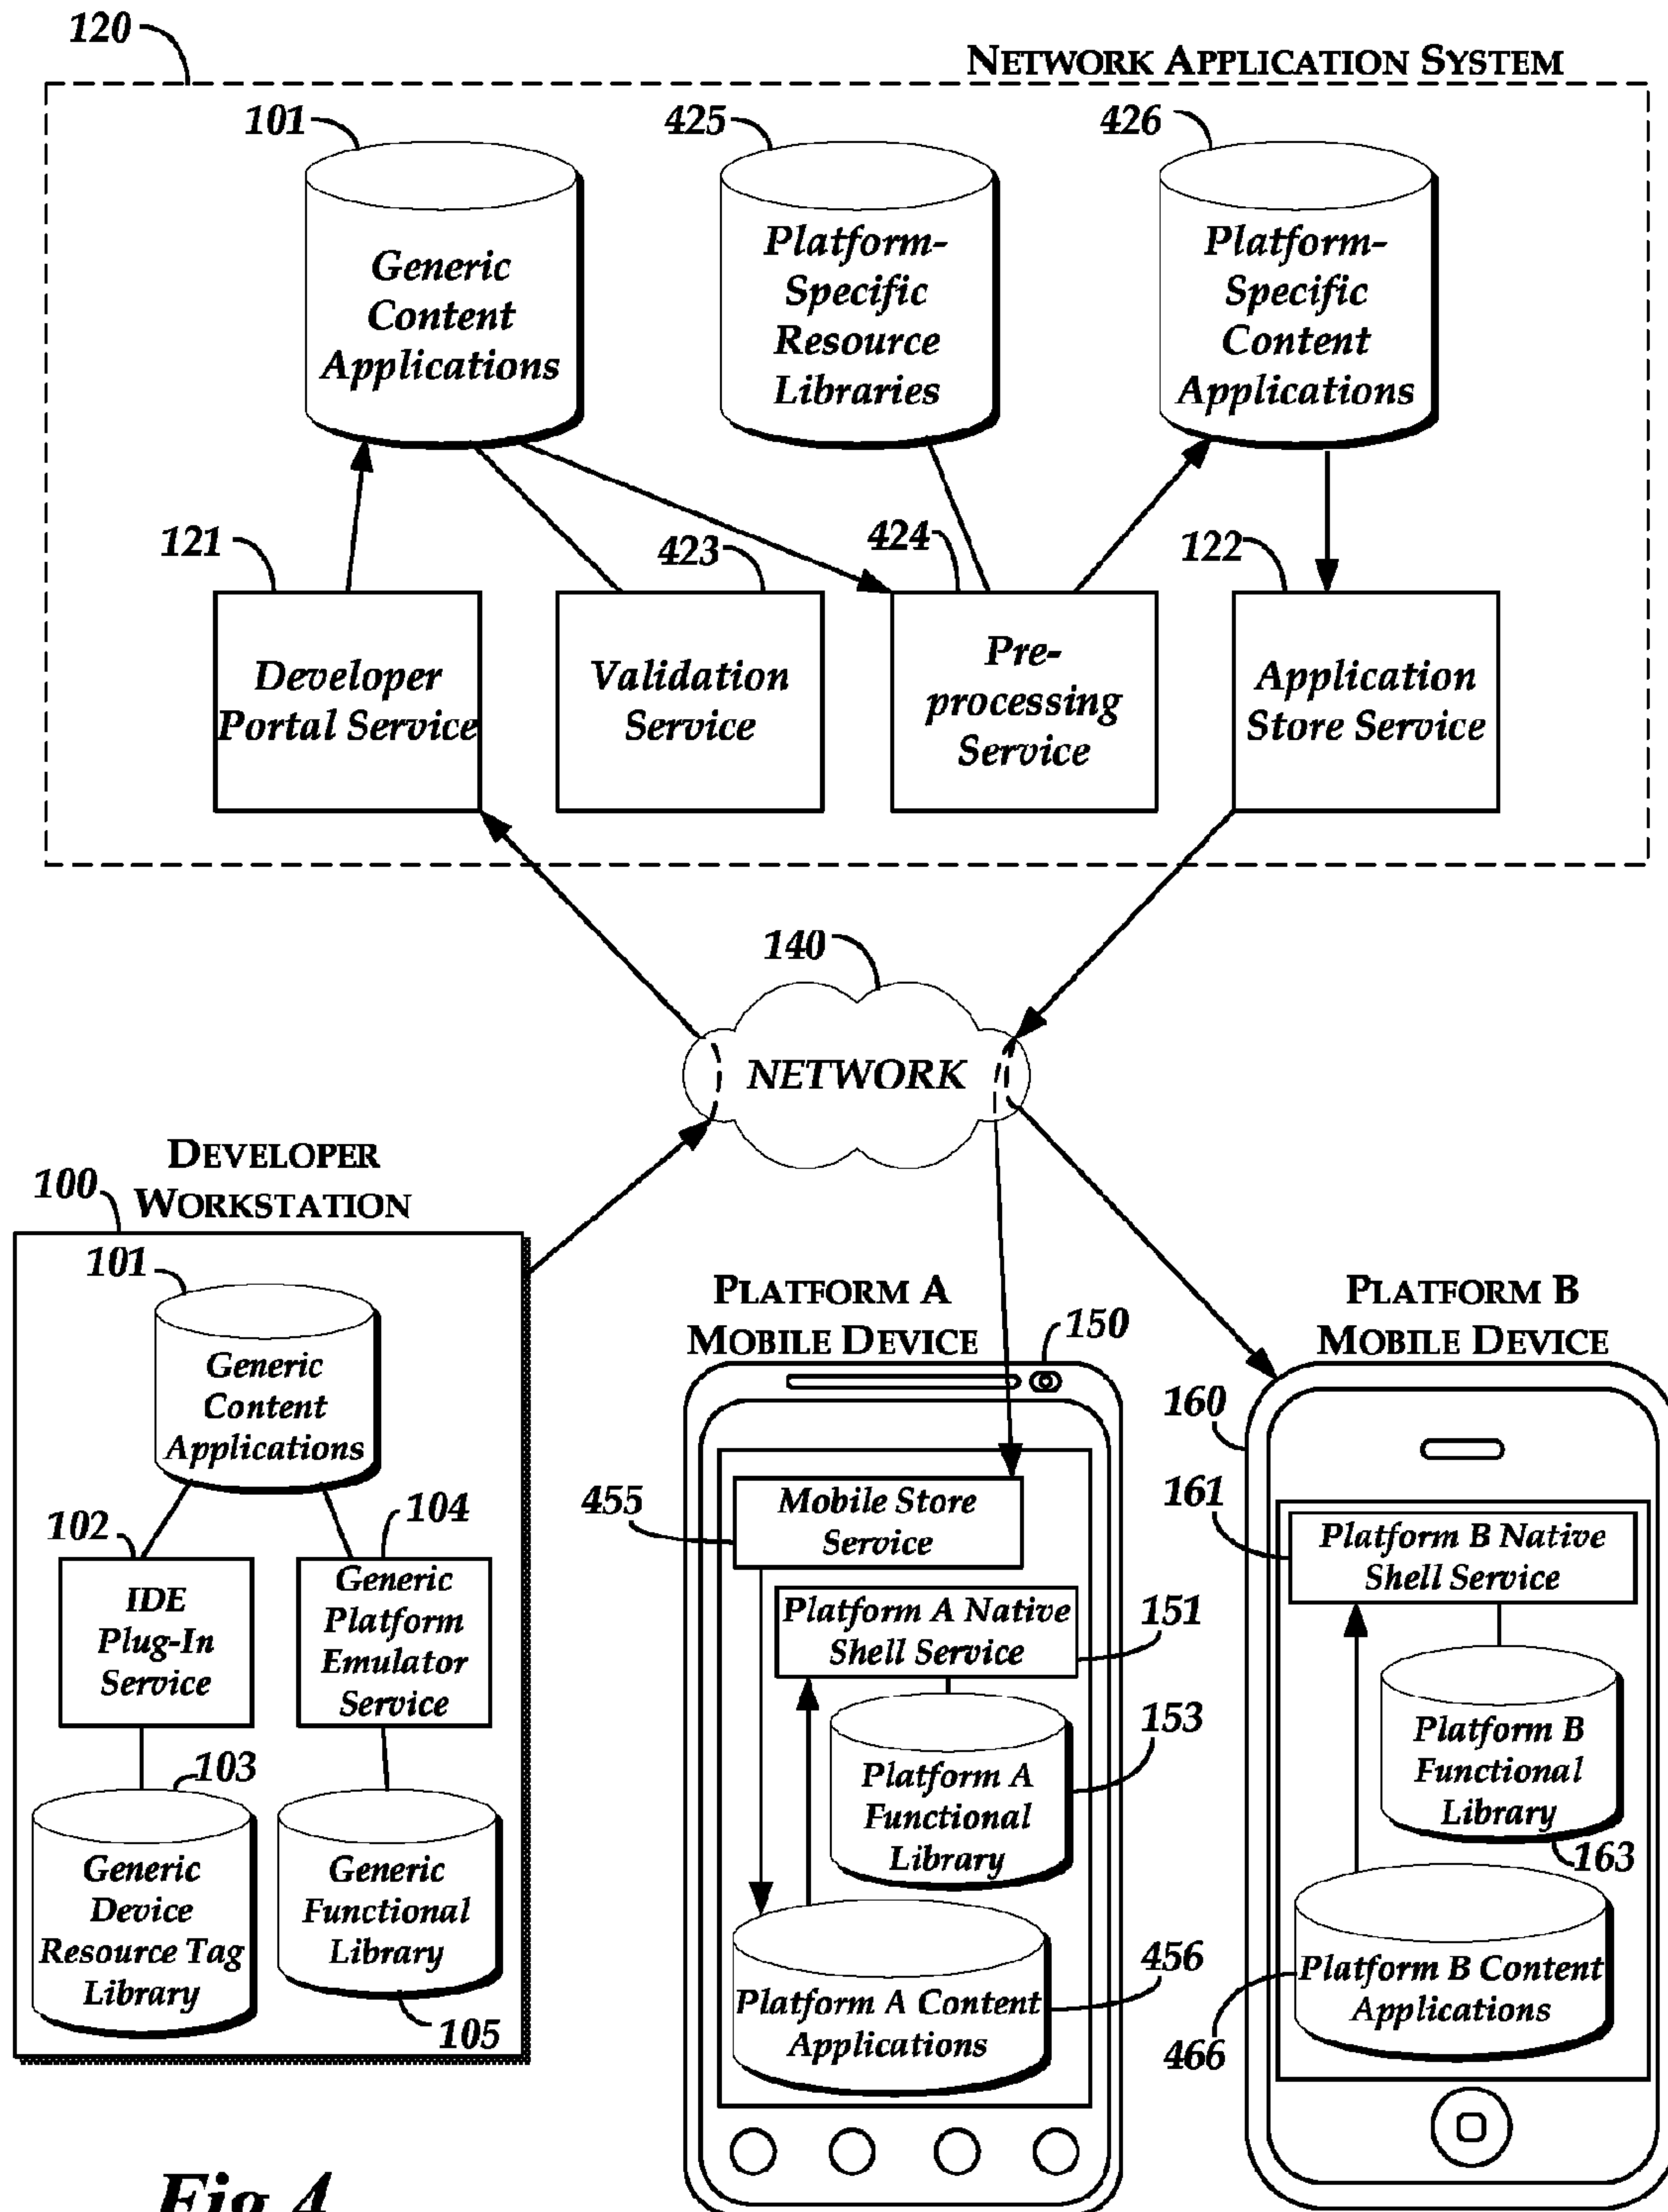 120
NETWORK APPLICATION SYSTEM
101
425
426
Generic
Content
Applications
Platform-
Specific
Resource
Libraries
Platform-
Specific
Content
Applications
121
423
424
122
Developer
Portal Service
Validation
Service
Pre-
processing
Service
Application
Store Service
140
NETWORK
DEVELOPER
WORKSTATION
100
101
Generic
Content
Applications
102
104
IDE
Plug-In
Service
Generic
Platform
Emulator
Service
103
Generic
Device
Resource Tag
Library
Generic
Functional
Library
105
PLATFORM A
MOBILE DEVICE
150
455
Mobile Store
Service
Platform A Native
Shell Service
151
153
Platform A
Functional
Library
456
Platform A Content
Applications
PLATFORM B
MOBILE DEVICE
160
161
Platform B Native
Shell Service
Platform B
Functional
Library
163
Platform B Content
Applications
466
Fig.4